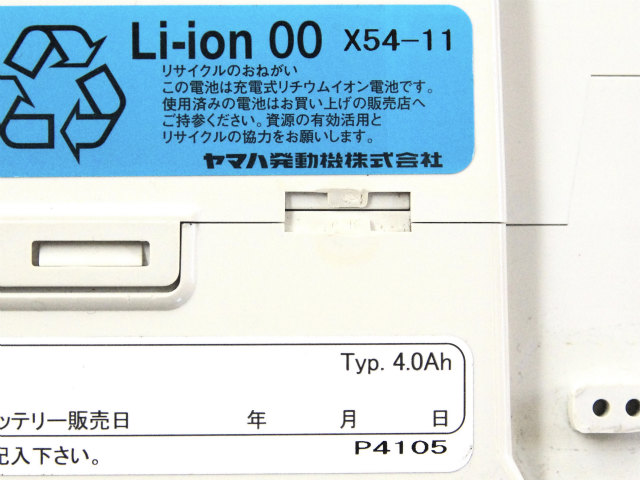 Li-ion 00 X54-11
リサイクルのおねがい
この電池は充電式リチウムイオン電池です。
使用済みの電池はお買い上げの販売店へ
ご持参ください。資源の有効活用と
リサイクルの協力をお願いします。
ヤマハ発動機株式会社
Typ. 4.0Ah
ッテリー販売日 年 月 日
記入下さい。 P4105